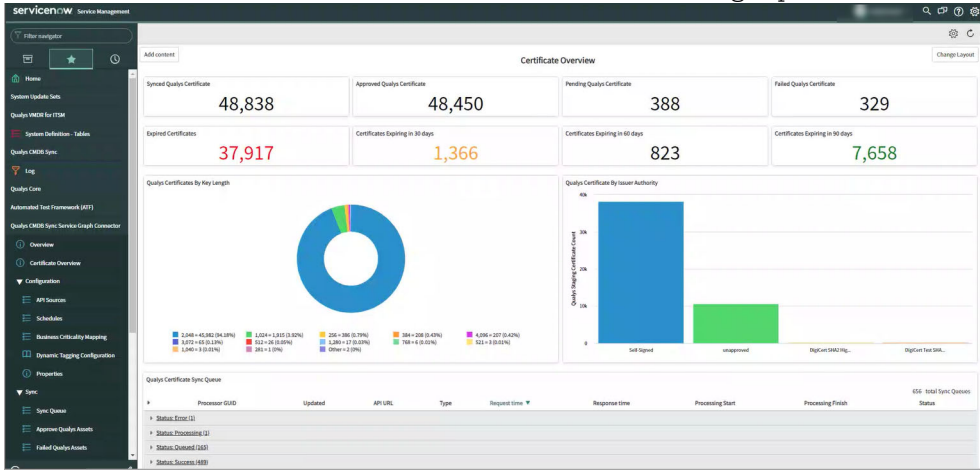 servicenow Service Management
Filter navigator
Home
System Update Sets
Qualys VMDR for ITSM
System Definition - Tables
Qualys CMDB Sync
Log
Qualys Core
Automated Test Framework (ATF)
Qualys CMDB Sync Service Graph Connector
Overview
Certificate Overview
Configuration
API Sources
Schedules
Business Criticality Mapping
Dynamic Tagging Configuration
Properties
Sync
Sync Queue
Approve Qualys Assets
Failed Qualys Assets
Add content
Certificate Overview
Change Layout
Synced Qualys Certificate
48,838
Approved Qualys Certificate
48,450
Pending Qualys Certificate
388
Failed Qualys Certificate
329
Expired Certificates
37,917
Certificates Expiring in 30 days
1,366
Certificates Expiring in 60 days
823
Certificates Expiring in 90 days
7,658
Qualys Certificates By Key Length
2,048 = 45,982 (94.18%) 1,024 = 1,915 (3.92%) 256 = 386 (0.79%) 384 = 208 (0.43%) 4,096 = 207 (0.42%)
3,072 = 65 (0.13%) 512 = 26 (0.05%) 1,280 = 17 (0.03%) 768 = 6 (0.01%) 521 = 3 (0.01%)
1,040 = 3 (0.01%) 281 = 1 (0%) Other = 2 (0%)
Qualys Certificate By Issuer Authority
Qualys Staging Certificate Count
40k
30k
20k
10k
0
Self-Signed unapproved DigiCert SHA2 Hig... DigiCert Test SHA...
Qualys Certificate Sync Queue
656 total Sync Queues
Processor GUID Updated API URL Type Request time Response time Processing Start Processing Finish Status
Status: Error (1)
Status: Processing (1)
Status: Queued (165)
Status: Success (489)